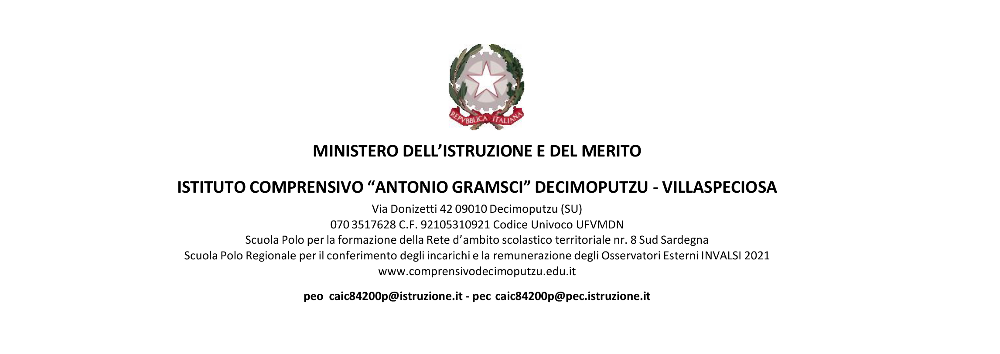 REPVBBLICA ITALIANA
MINISTERO DELL’ISTRUZIONE E DEL MERITO
ISTITUTO COMPRENSIVO “ANTONIO GRAMSCI” DECIMOPUTZU - VILLASPECIOSA
Via Donizetti 42 09010 Decimoputzu (SU)
070 3517628 C.F. 92105310921 Codice Univoco UFVMDN
Scuola Polo per la formazione della Rete d’ambito scolastico territoriale nr. 8 Sud Sardegna
Scuola Polo Regionale per il conferimento degli incarichi e la remunerazione degli Osservatori Esterni INVALSI 2021
www.comprensivodecimoputzu.edu.it
peo caic84200p@istruzione.it - pec caic84200p@pec.istruzione.it